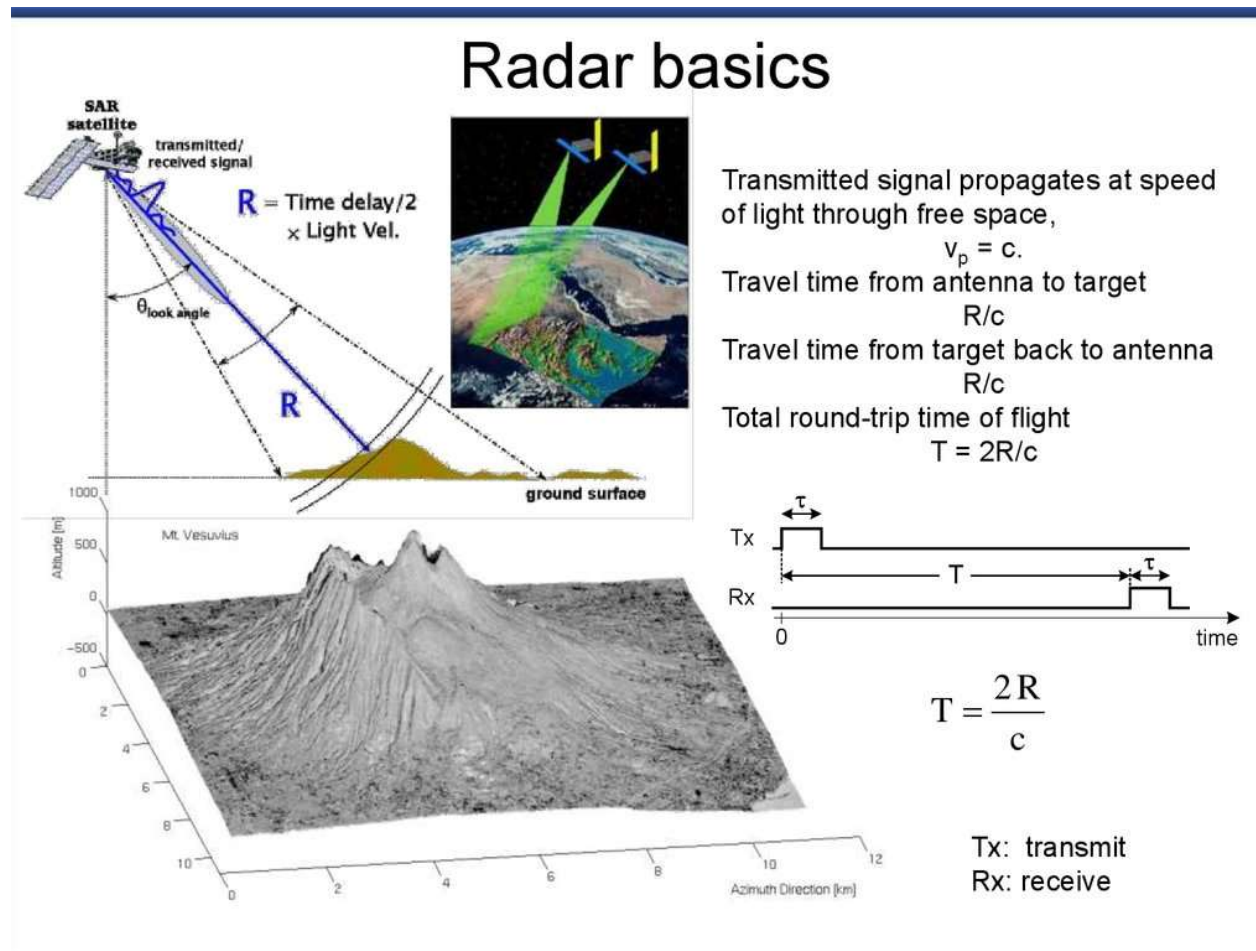 Radar basics
SAR
satellite
transmitted/
received signal
R = Time delay/2
× Light Vel.
θlook angle
R
ground surface
Transmitted signal propagates at speed
of light through free space,
vp = c.
Travel time from antenna to target
R/c
Travel time from target back to antenna
R/c
Total round-trip time of flight
T = 2R/c
τ
Tx
T
τ
Rx
0
time
T = 2R/c
Tx: transmit
Rx: receive
Mt. Vesuvius
Altitude [m]
1000
500
0
−500
0
2
4
6
8
10
0
2
4
6
8
10
12
Azimuth Direction [km]